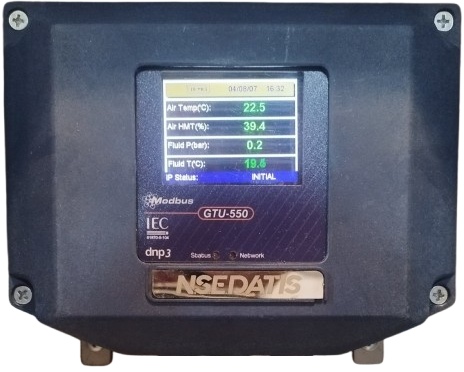 04/08/07 16:32
Air Temp(°C): 22.5
Air HMT(%): 39.4
Fluid P(bar): 0.2
Fluid T(°C): 19.6
IP Status: INITIAL
Modbus
GTU-550
IEC
dnp3
Status Network
NSEDATIS